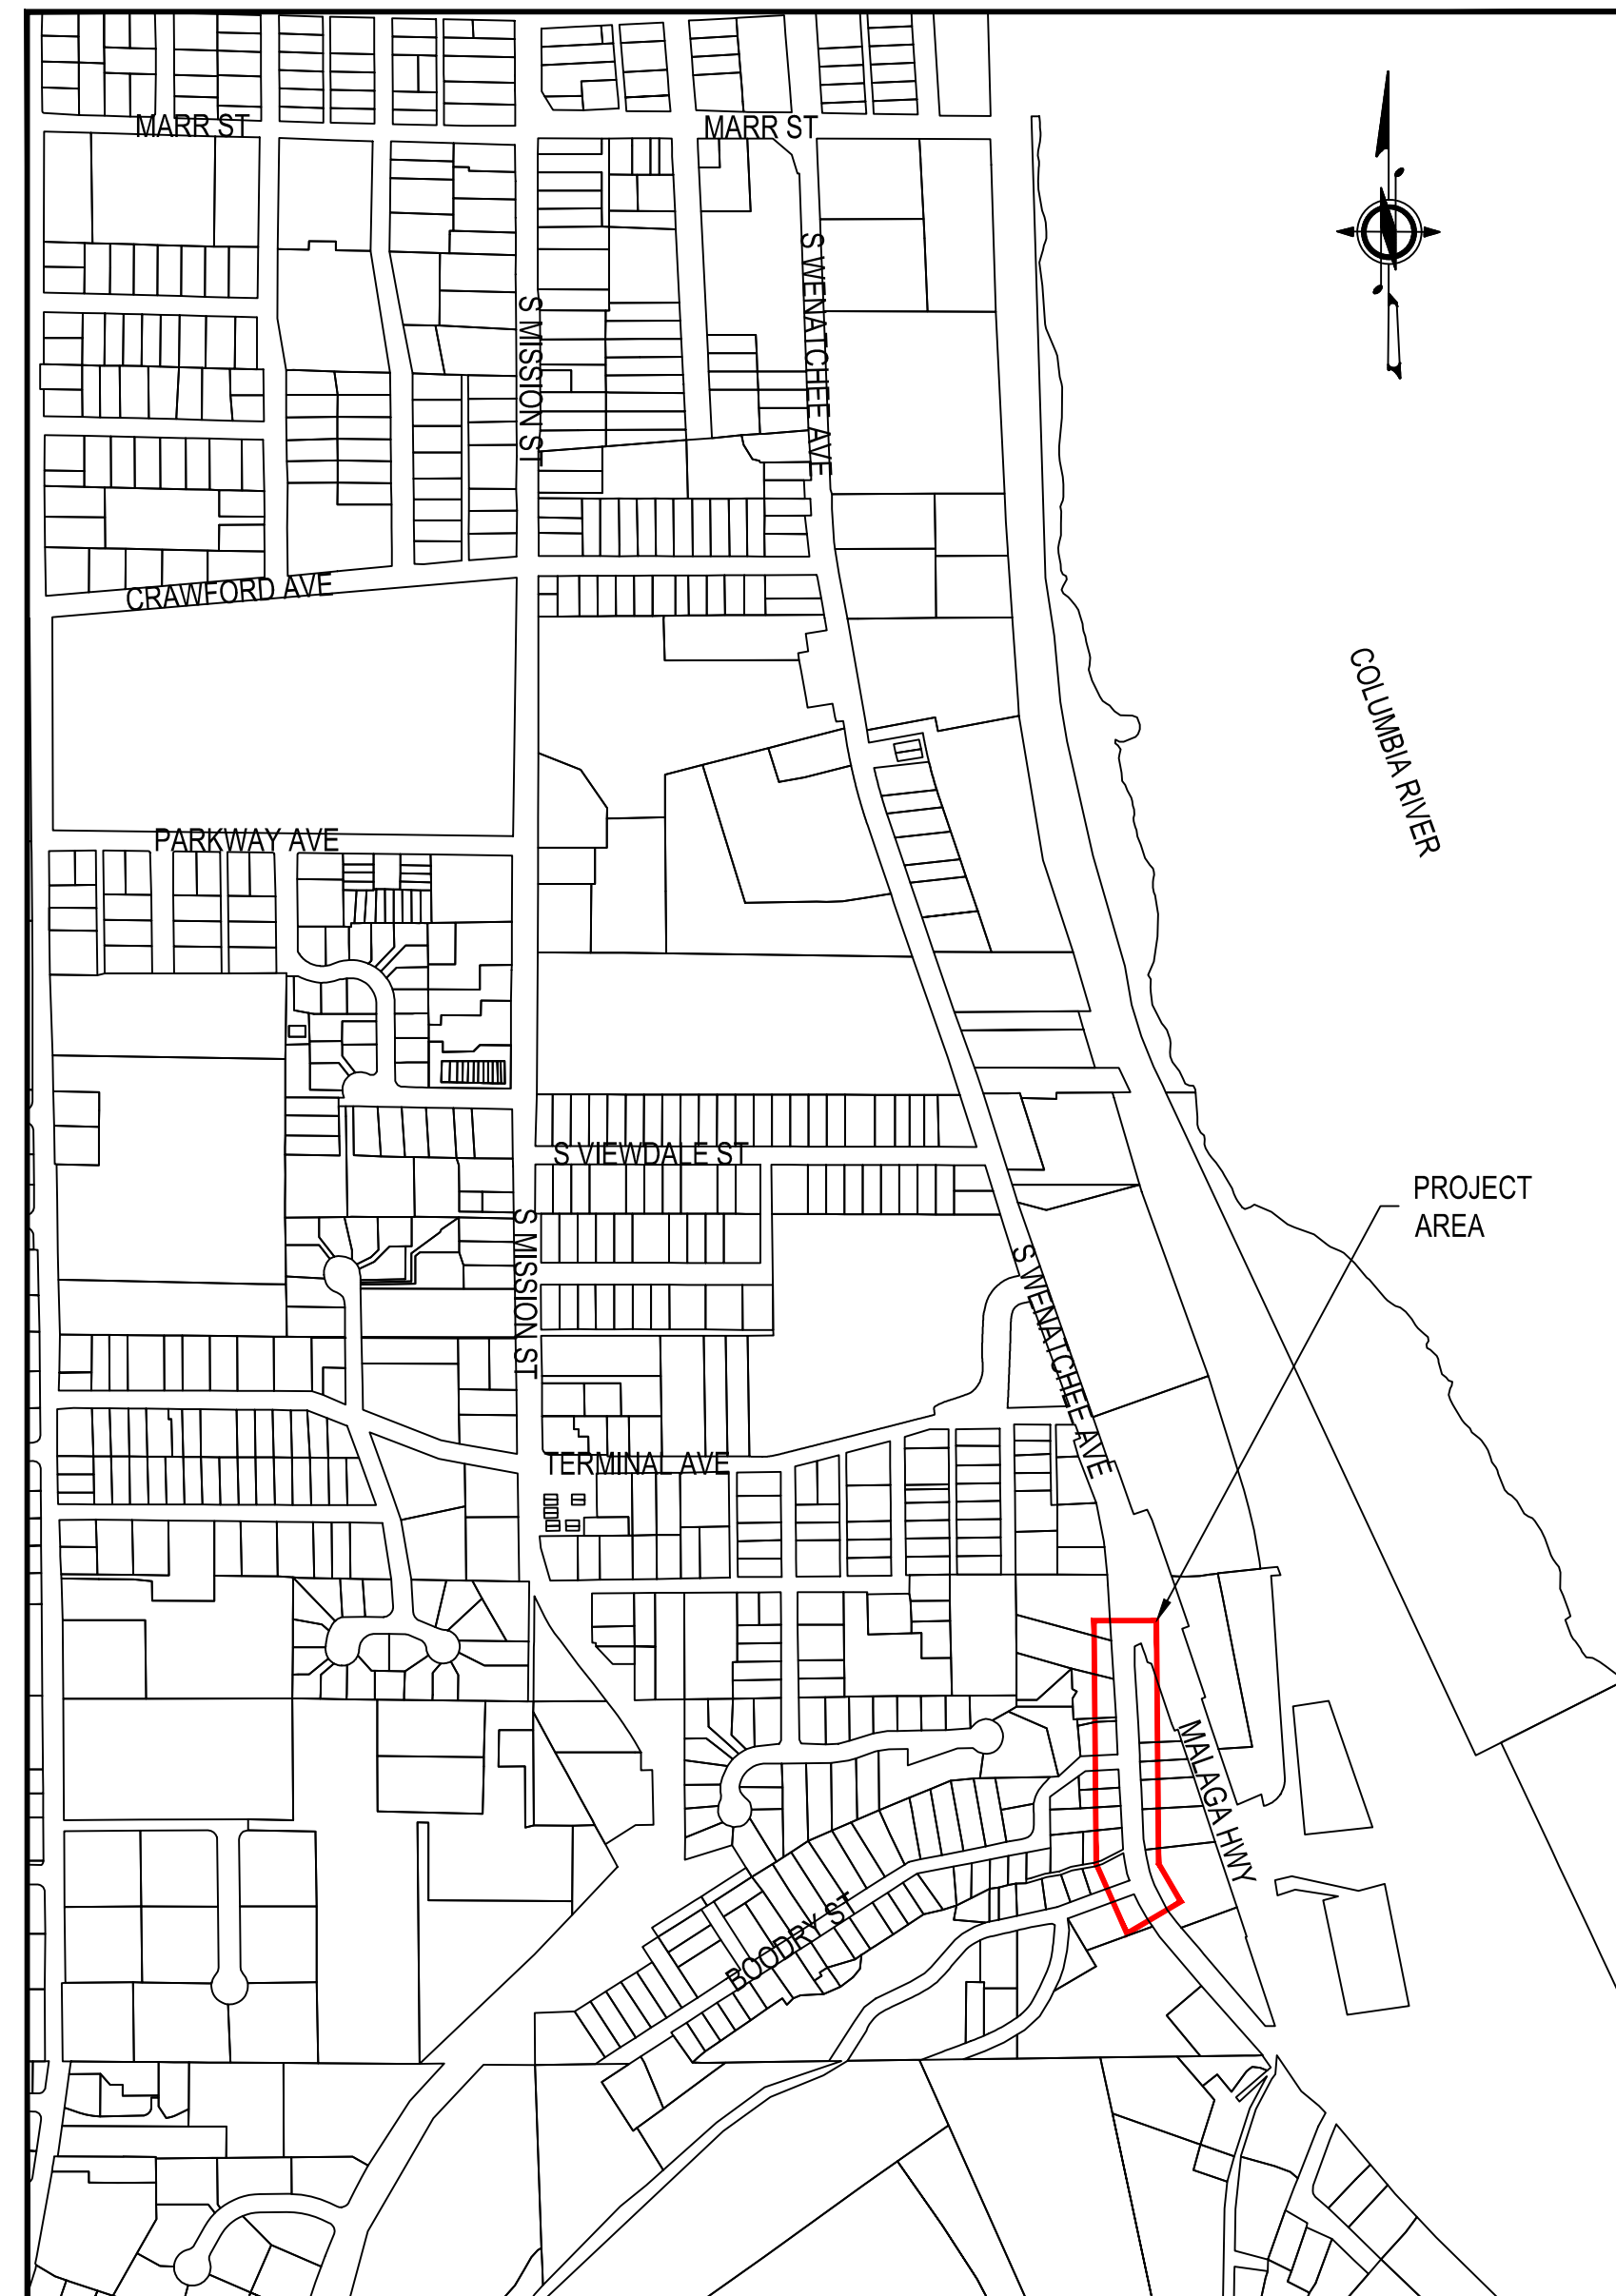 MARR ST
MARR ST
S WENATCHEE AVE
S MISSION ST
CRAWFORD AVE
COLUMBIA RIVER
PARKWAY AVE
S VIEWDALE ST
PROJECT
AREA
S MISSION ST
S WENATCHEE AVE
TERMINAL AVE
MALAGA HWY
BOODRY ST